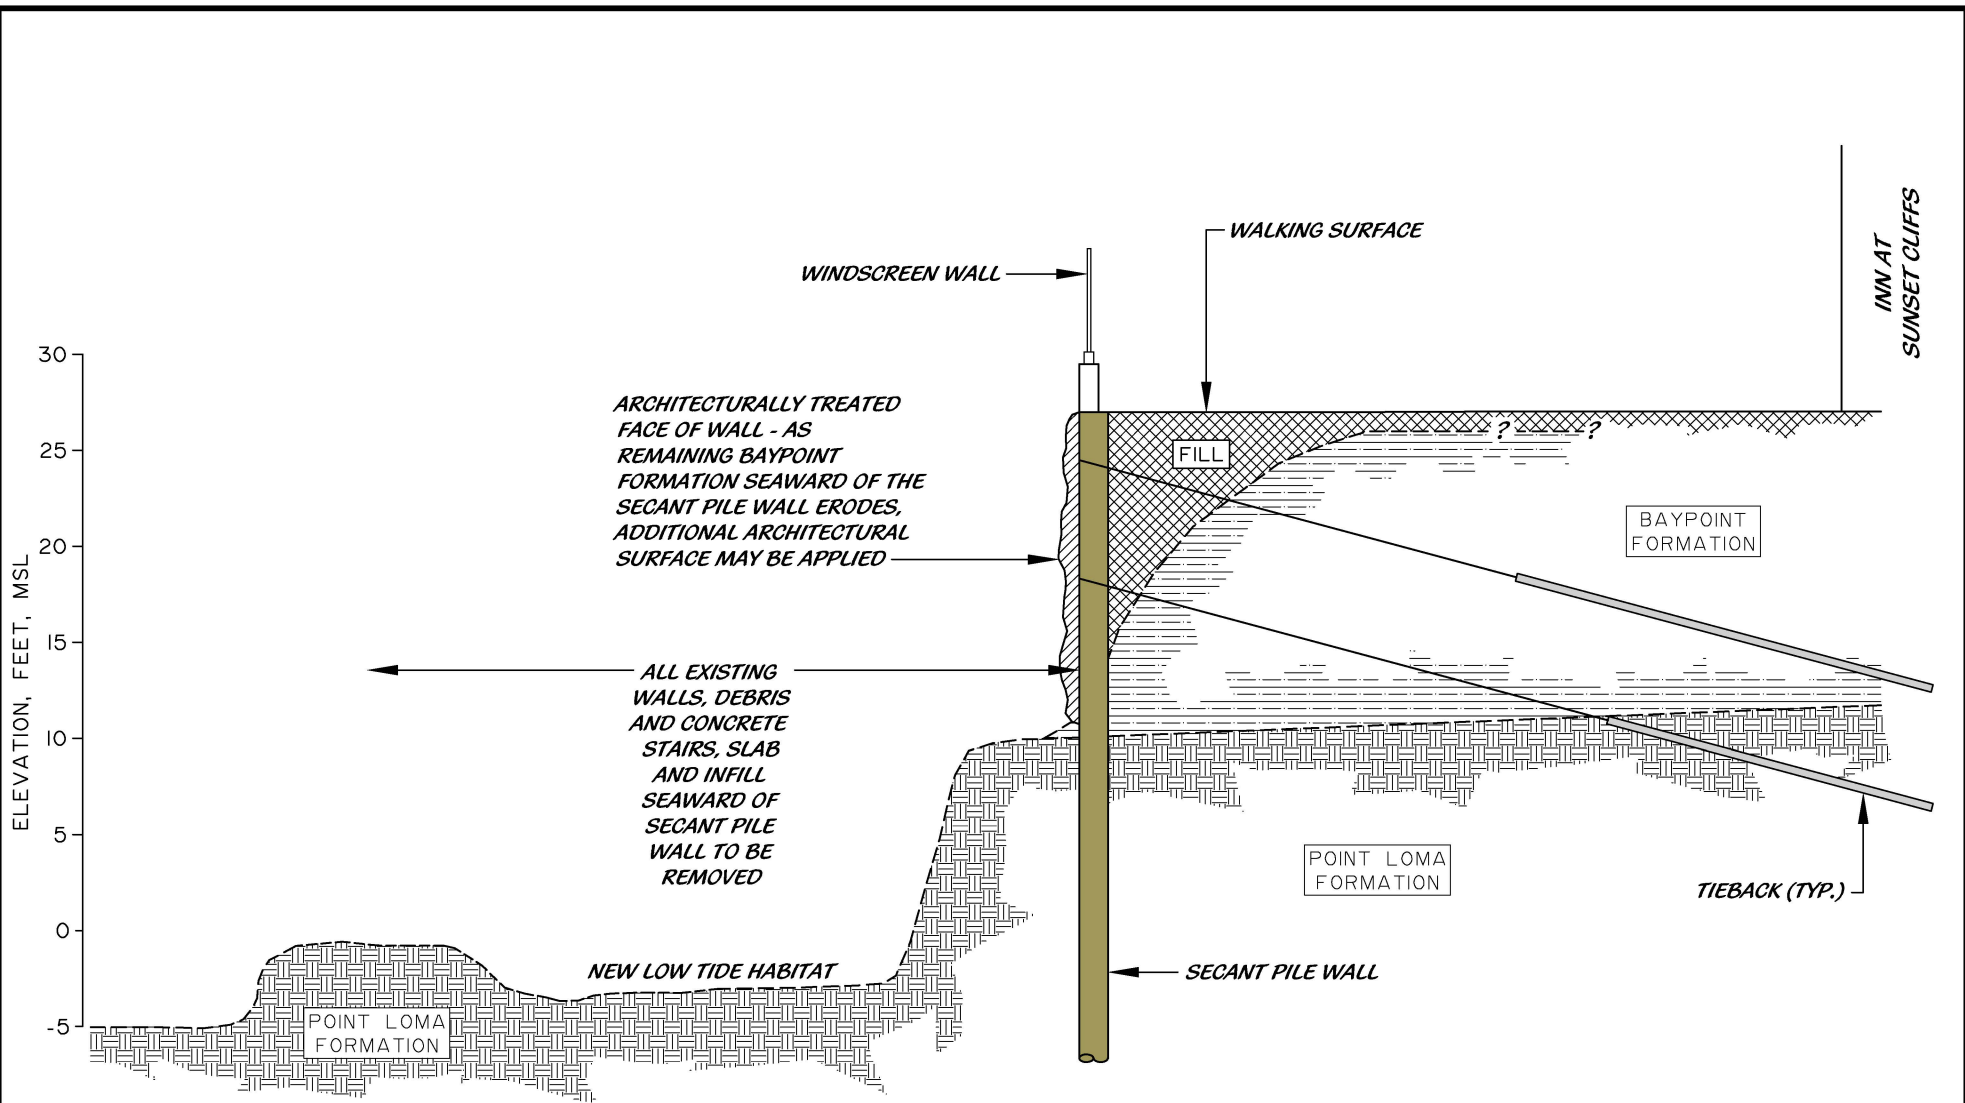 WALKING SURFACE
WINDSCREEN WALL
INN AT
SUNSET CLIFFS
ELEVATION, FEET, MSL
30
25
20
15
10
5
0
-5
ARCHITECTURALLY TREATED
FACE OF WALL - AS
REMAINING BAYPOINT
FORMATION SEAWARD OF THE
SECANT PILE WALL ERODES,
ADDITIONAL ARCHITECTURAL
SURFACE MAY BE APPLIED
FILL
? ?
BAYPOINT
FORMATION
ALL EXISTING
WALLS, DEBRIS
AND CONCRETE
STAIRS, SLAB
AND INFILL
SEAWARD OF
SECANT PILE
WALL TO BE
REMOVED
POINT LOMA
FORMATION
TIEBACK (TYP.)
NEW LOW TIDE HABITAT
SECANT PILE WALL
POINT LOMA
FORMATION